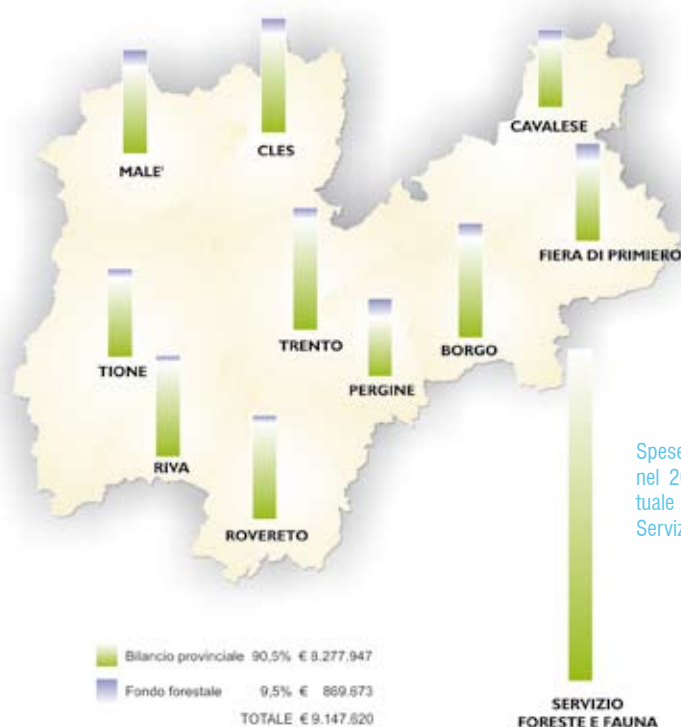 CAVALESE
CLES
MALE'
FIERA DI PRIMIERO
TRENTO
BORGO
TIONE
PERGINE
RIVA
ROVERETO
Spese
nel
tuale
Serviz
Bilancio provinciale 90,5% € 8.277.947
Fondo forestale 9,5% € 869.673
TOTALE € 9.147.620
SERVIZIO
FORESTE E FAUNA